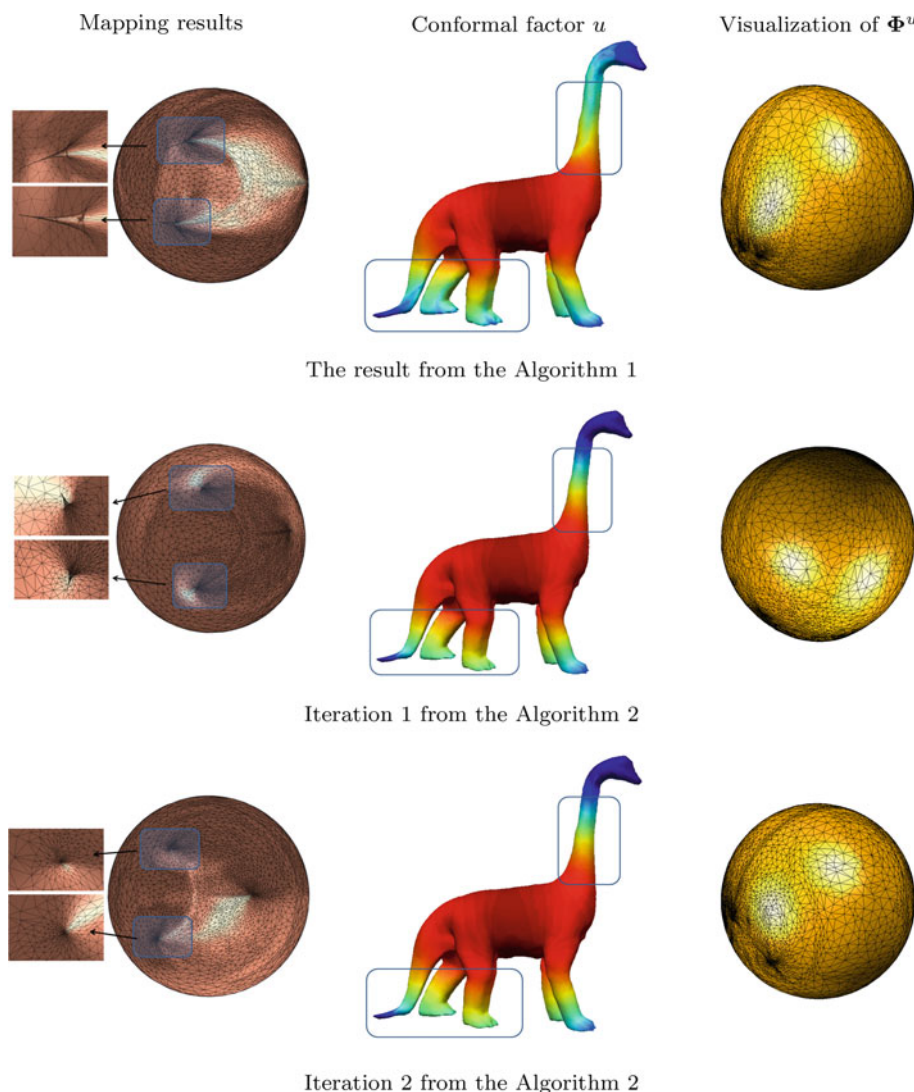 Mapping results
Conformal factor u
Visualization of Φᵘ
The result from the Algorithm 1
Iteration 1 from the Algorithm 2
Iteration 2 from the Algorithm 2